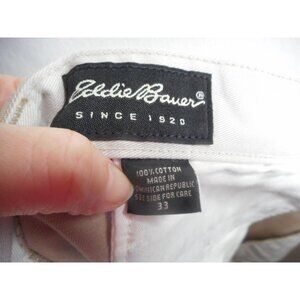 Eddie Bauer®
SINCE 1920
100% COTTON
MADE IN
DOMINICAN REPUBLIC
SEE SIDE FOR CARE
33